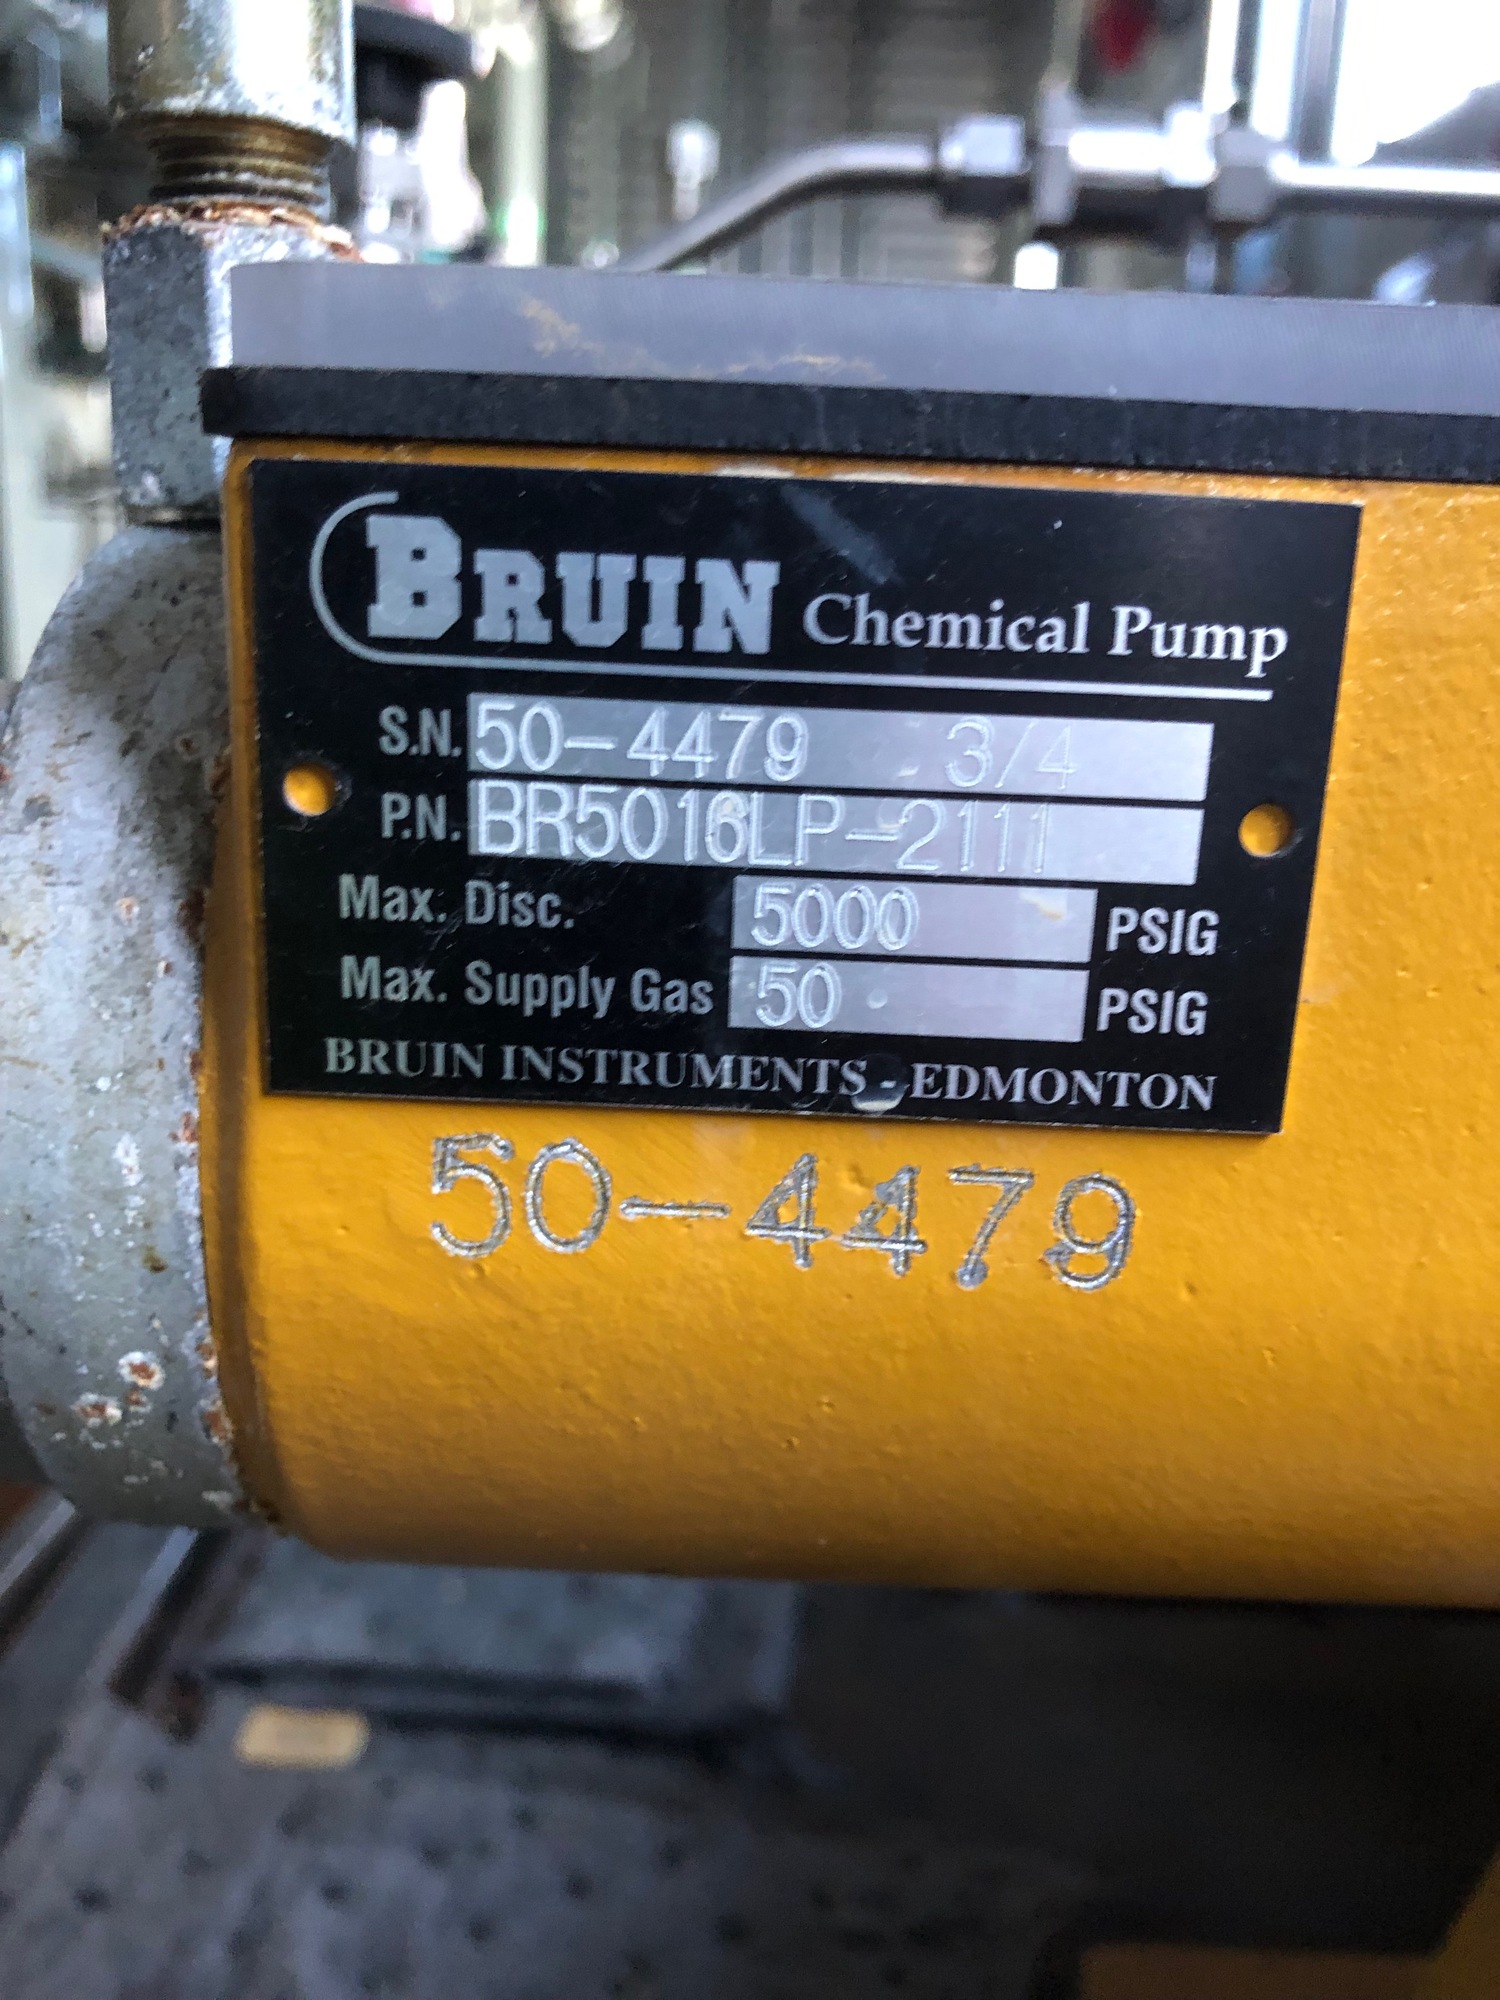 BRUIN Chemical Pump
S.N. 50-4479 3/4
P.N. BR5016LP-2111
Max. Disc. 5000 PSIG
Max. Supply Gas 50 PSIG
BRUIN INSTRUMENTS - EDMONTON
50-4479